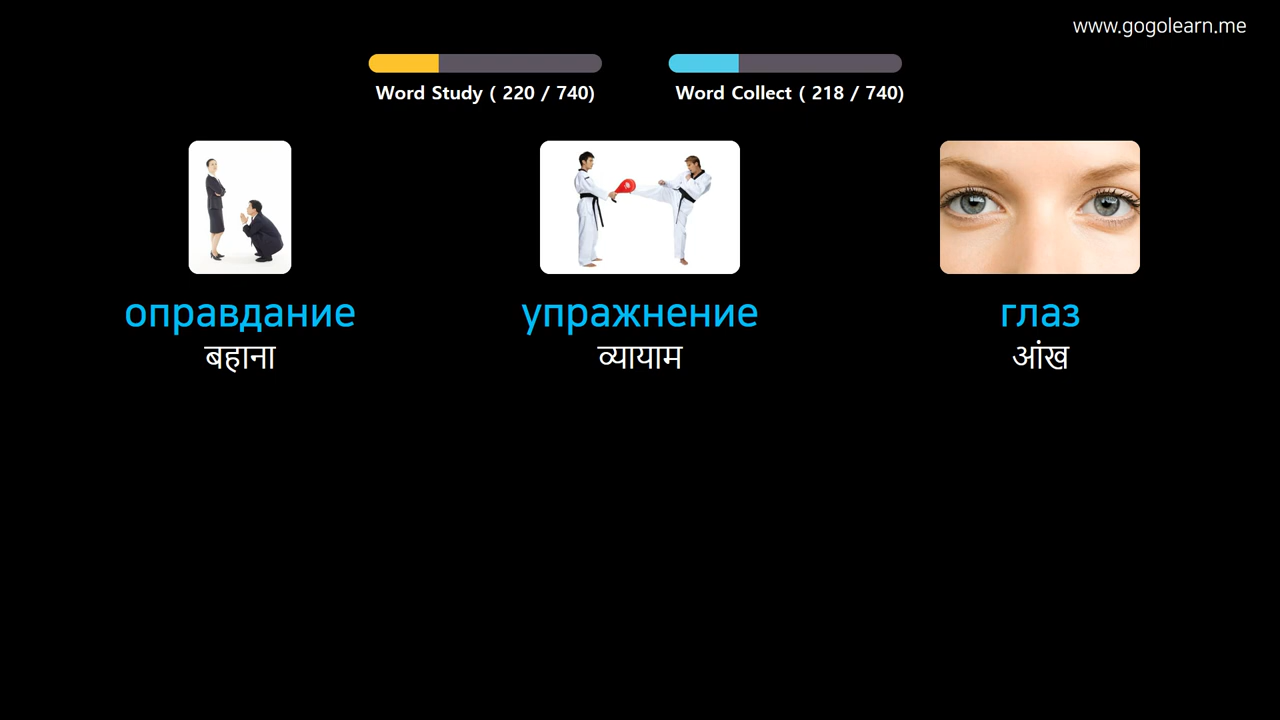 www.gogolearn.me
Word Study ( 220 / 740)
Word Collect ( 218 / 740)
оправдание
बहाना
упражнение
व्यायाम
глаз
आंख